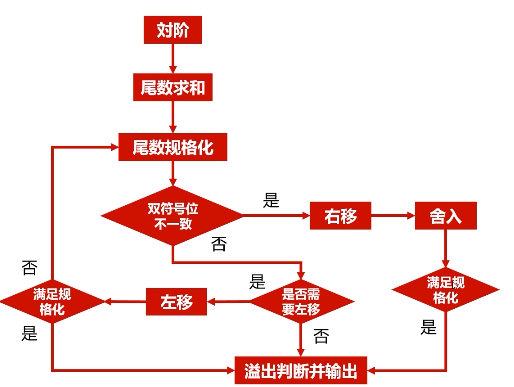 对阶
尾数求和
尾数规格化
双符号位
不一致
是
右移
舍入
否
否
满足规
格化
是
左移
是
是否需
要左移
否
满足规
格化
是
溢出判断并输出